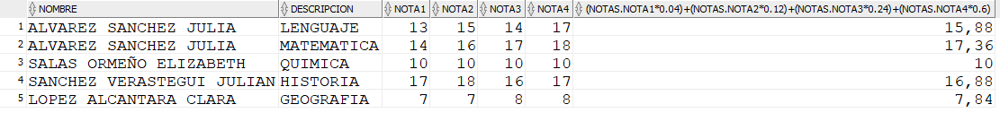 NOMBRE DESCRIPCION NOTA1 NOTA2 NOTA3 NOTA4 (NOTAS.NOTA1*0.04)+(NOTAS.NOTA2*0.12)+(NOTAS.NOTA3*0.24)+(NOTAS.NOTA4*0.6)
1 ALVAREZ SANCHEZ JULIA LENGUAJE 13 15 14 17 15,88
2 ALVAREZ SANCHEZ JULIA MATEMATICA 14 16 17 18 17,36
3 SALAS ORMEÑO ELIZABETH QUIMICA 10 10 10 10 10
4 SANCHEZ VERASTEGUI JULIAN HISTORIA 17 18 16 17 16,88
5 LOPEZ ALCANTARA CLARA GEOGRAFIA 7 7 8 8 7,84